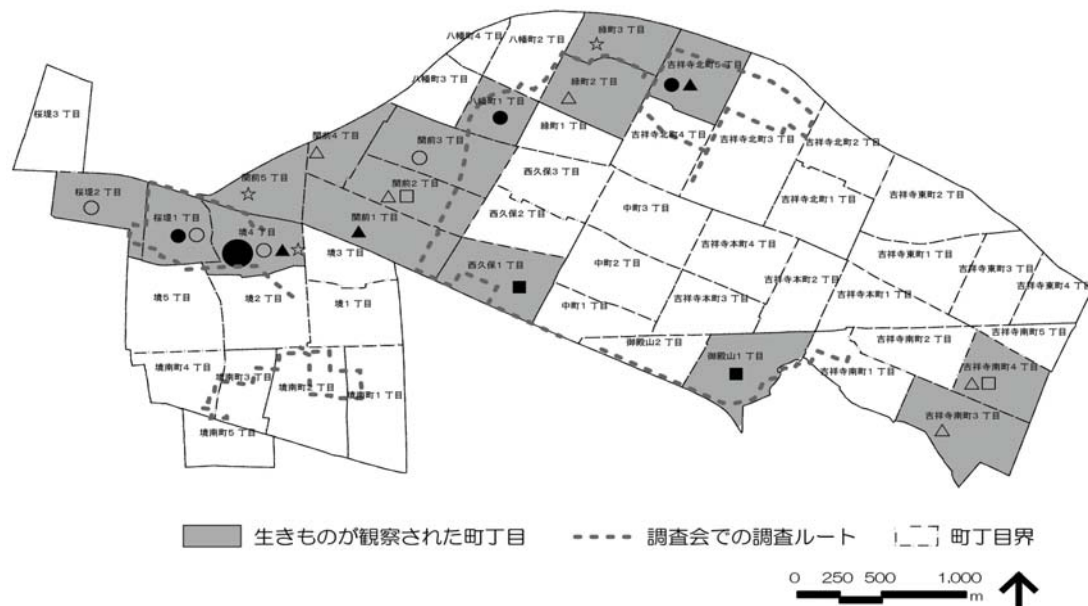 緑町3 丁目
八幡町4 丁目
八幡町2 丁目
吉祥寺北町5 丁目
八幡町3 丁目
緑町2 丁目
桜堤3 丁目
八幡町1 丁目
緑町1 丁目
吉祥寺北町4 丁目
吉祥寺北町3 丁目
吉祥寺北町2 丁目
関前4 丁目
関前3 丁目
西久保3 丁目
関前5 丁目
関前2 丁目
桜堤2 丁目
吉祥寺北町1 丁目
吉祥寺東町2 丁目
中町3 丁目
西久保2 丁目
桜堤1 丁目
関前1 丁目
境4 丁目
吉祥寺本町4 丁目
境3 丁目
吉祥寺東町1 丁目
吉祥寺東町3 丁目
吉祥寺東町4 丁目
西久保1 丁目
中町2 丁目
吉祥寺本町2 丁目
吉祥寺本町1 丁目
境5 丁目
境2 丁目
境1 丁目
中町1 丁目
吉祥寺本町3 丁目
吉祥寺南町5 丁目
御殿山2 丁目
吉祥寺南町2 丁目
御殿山1 丁目
境南町4 丁目
境南町3 丁目
境南町2 丁目
境南町1 丁目
吉祥寺南町1 丁目
吉祥寺南町4 丁目
吉祥寺南町3 丁目
境南町5 丁目
生きものが観察された町丁目
調査会での調査ルート
町丁目界
0 250 500 1,000
m